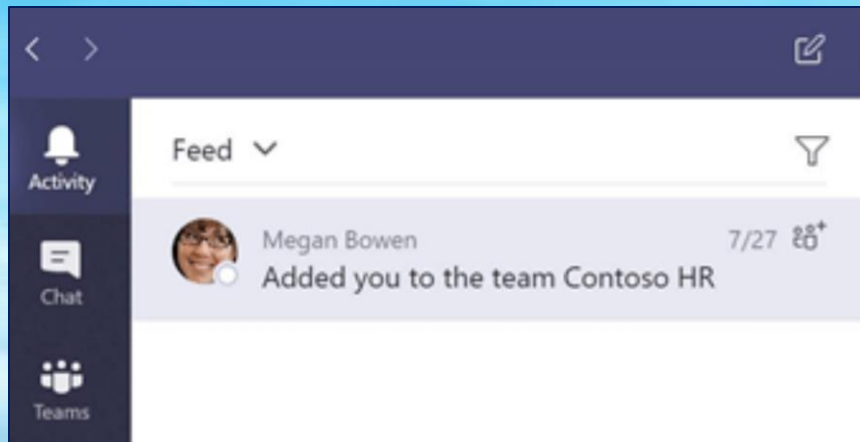 Activity
Feed
Megan Bowen 7/27
Added you to the team Contoso HR
Chat
Teams